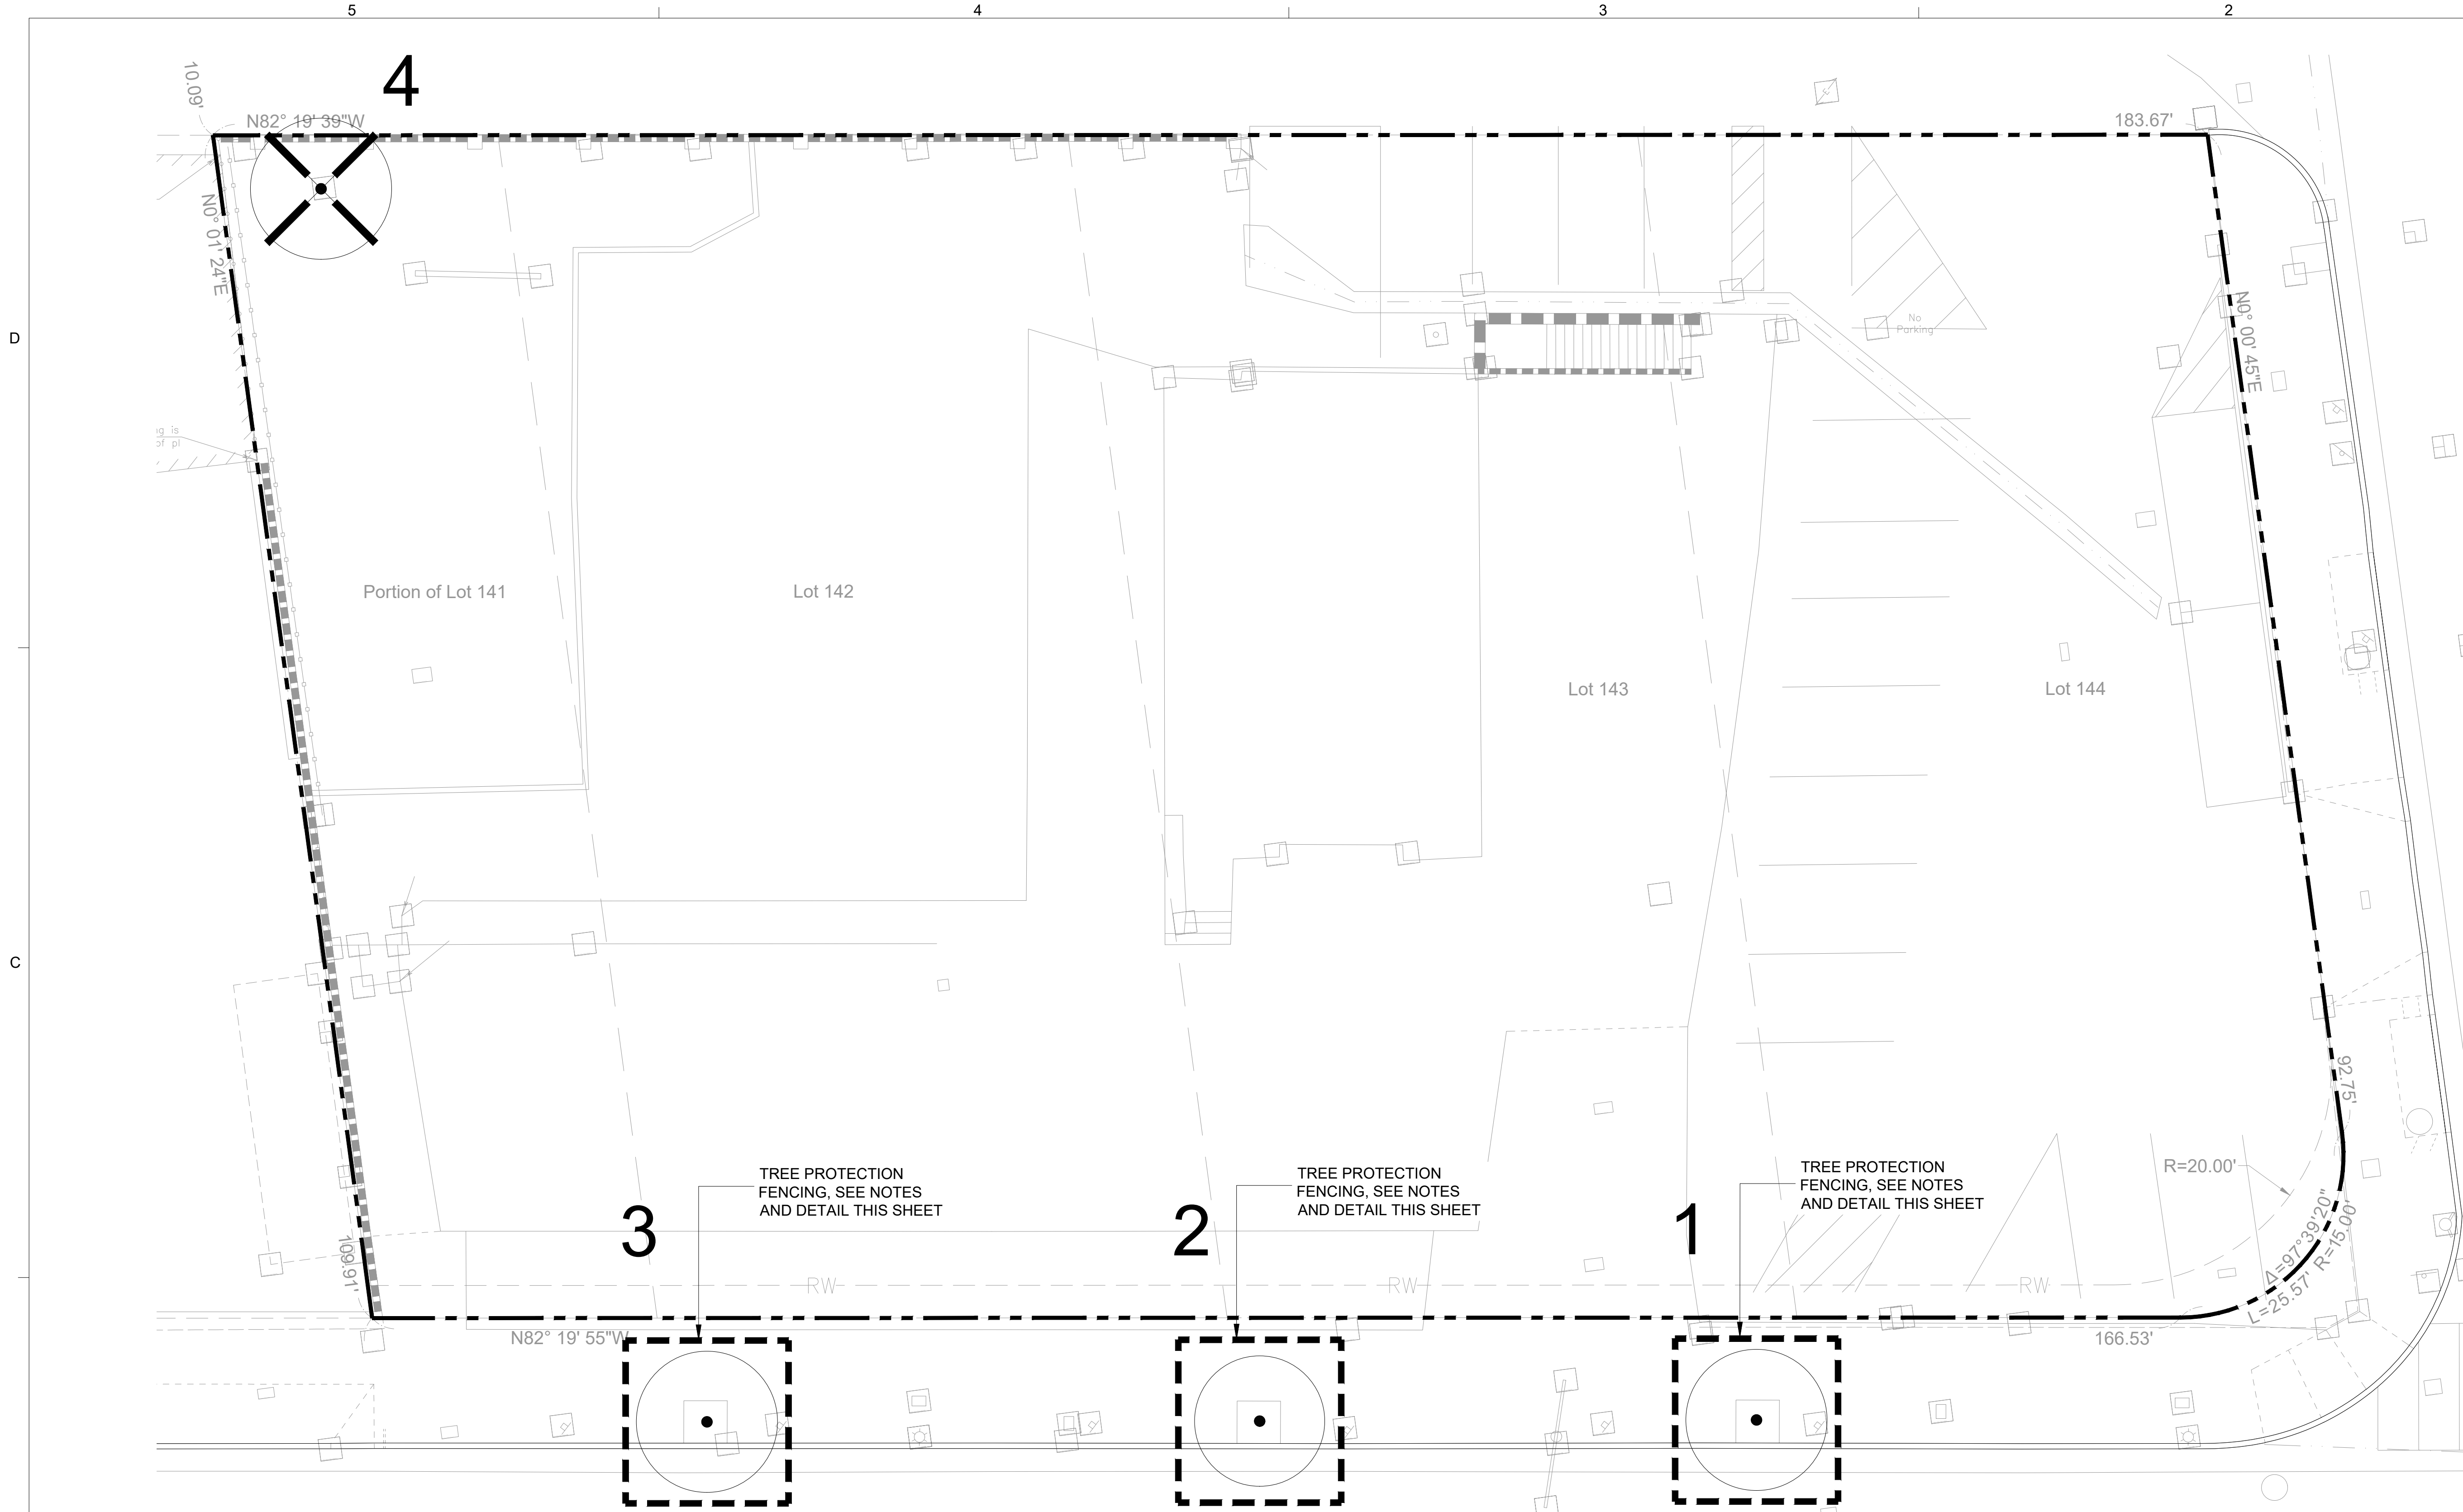 5
4
3
2
4
10.09'
N82° 19' 39"W
183.67'
N0° 01' 24"E
N0° 00' 45"E
D
No
Parking
of pl
Portion of Lot 141
Lot 142
Lot 143
Lot 144
C
92.75'
TREE PROTECTION
FENCING, SEE NOTES
AND DETAIL THIS SHEET
TREE PROTECTION
FENCING, SEE NOTES
AND DETAIL THIS SHEET
TREE PROTECTION
FENCING, SEE NOTES
AND DETAIL THIS SHEET
R=20.00'
3
2
1
109.91'
Δ=97°39'20"
L=25.57' R=15.00'
RW
RW
RW
N82° 19' 55"W
166.53'